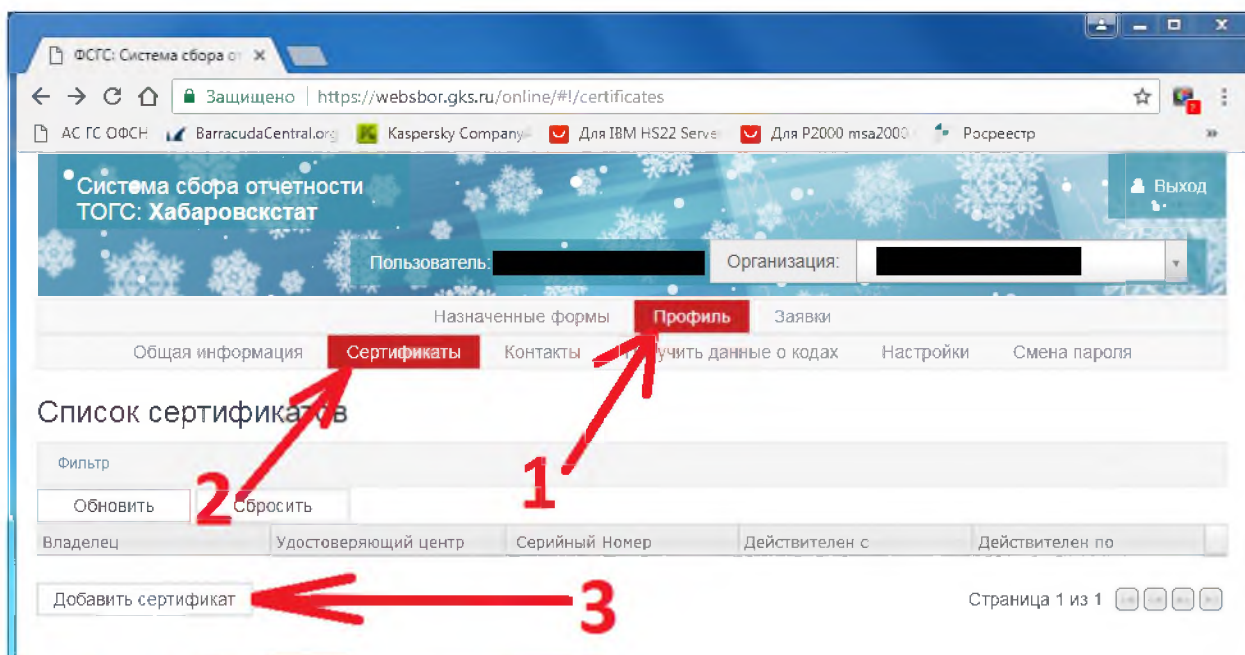 ФСГС: Система сбора от
Защищено https://websbor.gks.ru/online/#!/certificates
АС ГС ОФСН BarracudaCentral.org Kaspersky Company Для IBM HS22 Serve Для P2000 msa2000 Росреестр
Система сбора отчетности
ТОГС: Хабаровскстат
Выход
Пользователь: Организация:
Назначенные формы Профиль Заявки
Общая информация Сертификаты Контакты лучить данные о кодах Настройки Смена пароля
Список сертификатов
Фильтр
1
2
Обновить Сбросить
Владелец Удостоверяющий центр Серийный Номер Действителен с Действителен по
Добавить сертификат 3 Страница 1 из 1